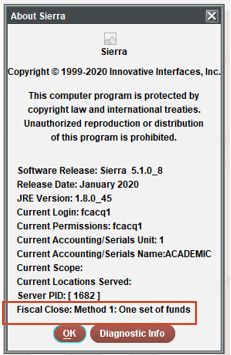 About Sierra
Sierra
Copyright © 1999-2020 Innovative Interfaces, Inc.
This computer program is protected by
copyright law and international treaties.
Unauthorized reproduction or distribution
of this program is prohibited.
Software Release: Sierra 5.1.0_8
Release Date: January 2020
JRE Version: 1.8.0_45
Current Login: fcacq1
Current Permissions: fcacq1
Current Accounting/Serials Unit: 1
Current Accounting/Serials Name:ACADEMIC
Current Scope:
Current Locations Served:
Server PID: [ 1682 ]
Fiscal Close: Method 1: One set of funds
OK Diagnostic Info